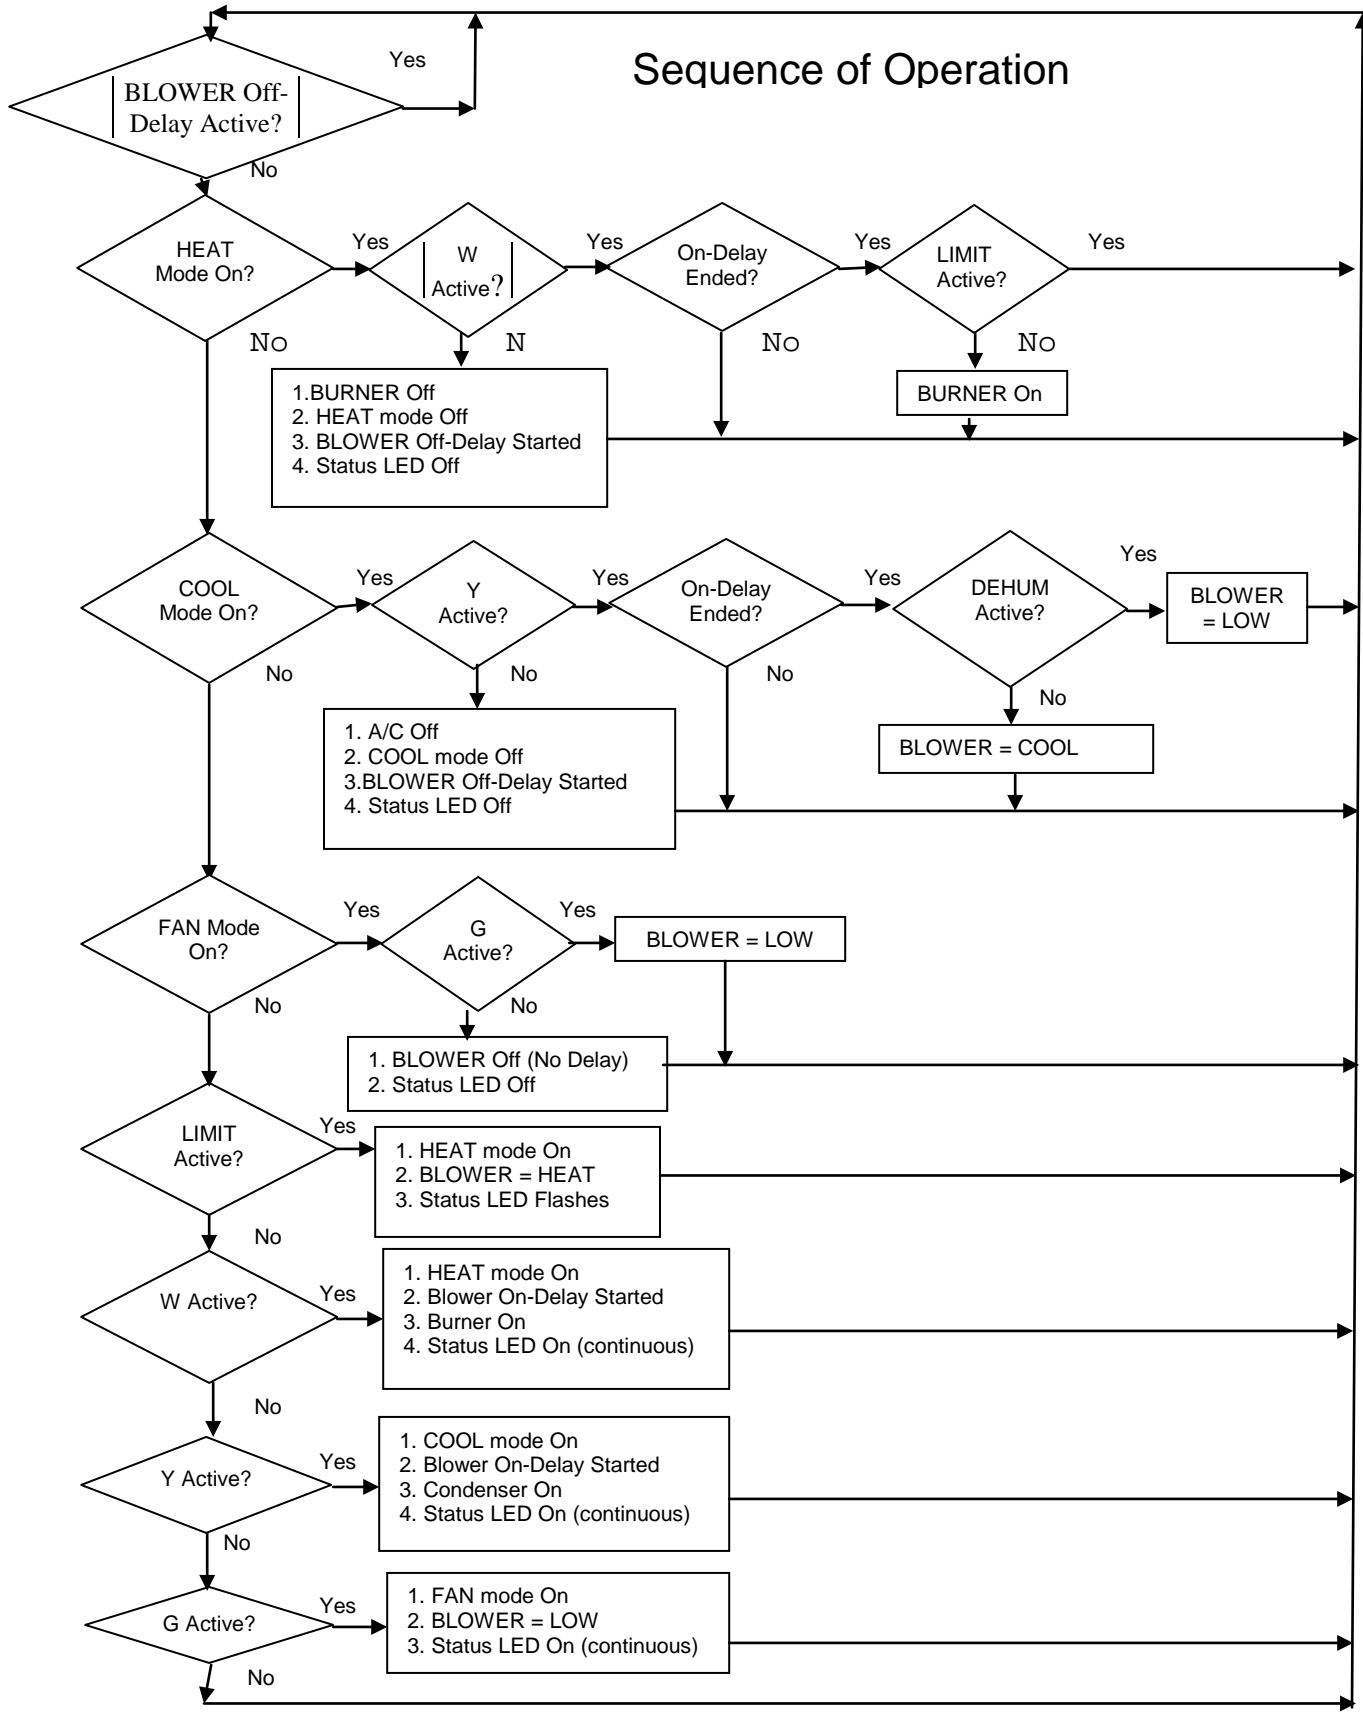 Yes
Sequence of Operation
BLOWER Off-
Delay Active?
No
HEAT
Mode On?
Yes
W
Active?
Yes
On-Delay
Ended?
Yes
LIMIT
Active?
Yes
No
N
No
No
1.BURNER Off
2. HEAT mode Off
3. BLOWER Off-Delay Started
4. Status LED Off
BURNER On
COOL
Mode On?
Yes
Y
Active?
Yes
On-Delay
Ended?
Yes
DEHUM
Active?
Yes
BLOWER
= LOW
No
No
No
No
1. A/C Off
2. COOL mode Off
3.BLOWER Off-Delay Started
4. Status LED Off
BLOWER = COOL
FAN Mode
On?
Yes
G
Active?
Yes
BLOWER = LOW
No
No
1. BLOWER Off (No Delay)
2. Status LED Off
LIMIT
Active?
Yes
1. HEAT mode On
2. BLOWER = HEAT
3. Status LED Flashes
No
W Active?
Yes
1. HEAT mode On
2. Blower On-Delay Started
3. Burner On
4. Status LED On (continuous)
No
Y Active?
Yes
1. COOL mode On
2. Blower On-Delay Started
3. Condenser On
4. Status LED On (continuous)
No
G Active?
Yes
1. FAN mode On
2. BLOWER = LOW
3. Status LED On (continuous)
No